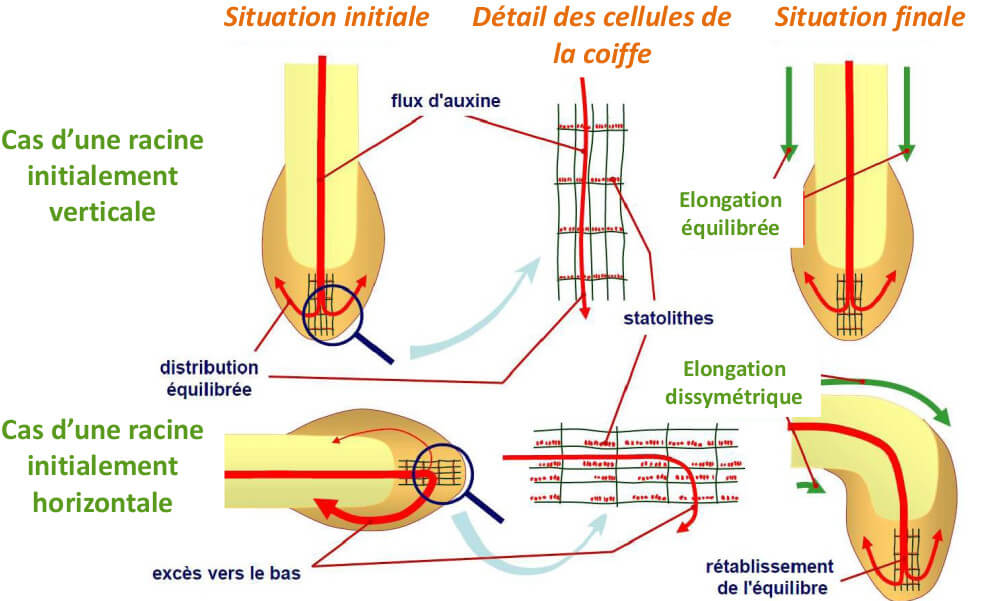 Situation initiale
Détail des cellules de
la coiffe
Situation finale
flux d'auxine
Cas d’une racine
initialement
verticale
Elongation
équilibrée
statolithes
distribution
équilibrée
Elongation
dissymétrique
Cas d’une racine
initialement
horizontale
excès vers le bas
rétablissement
de l'équilibre